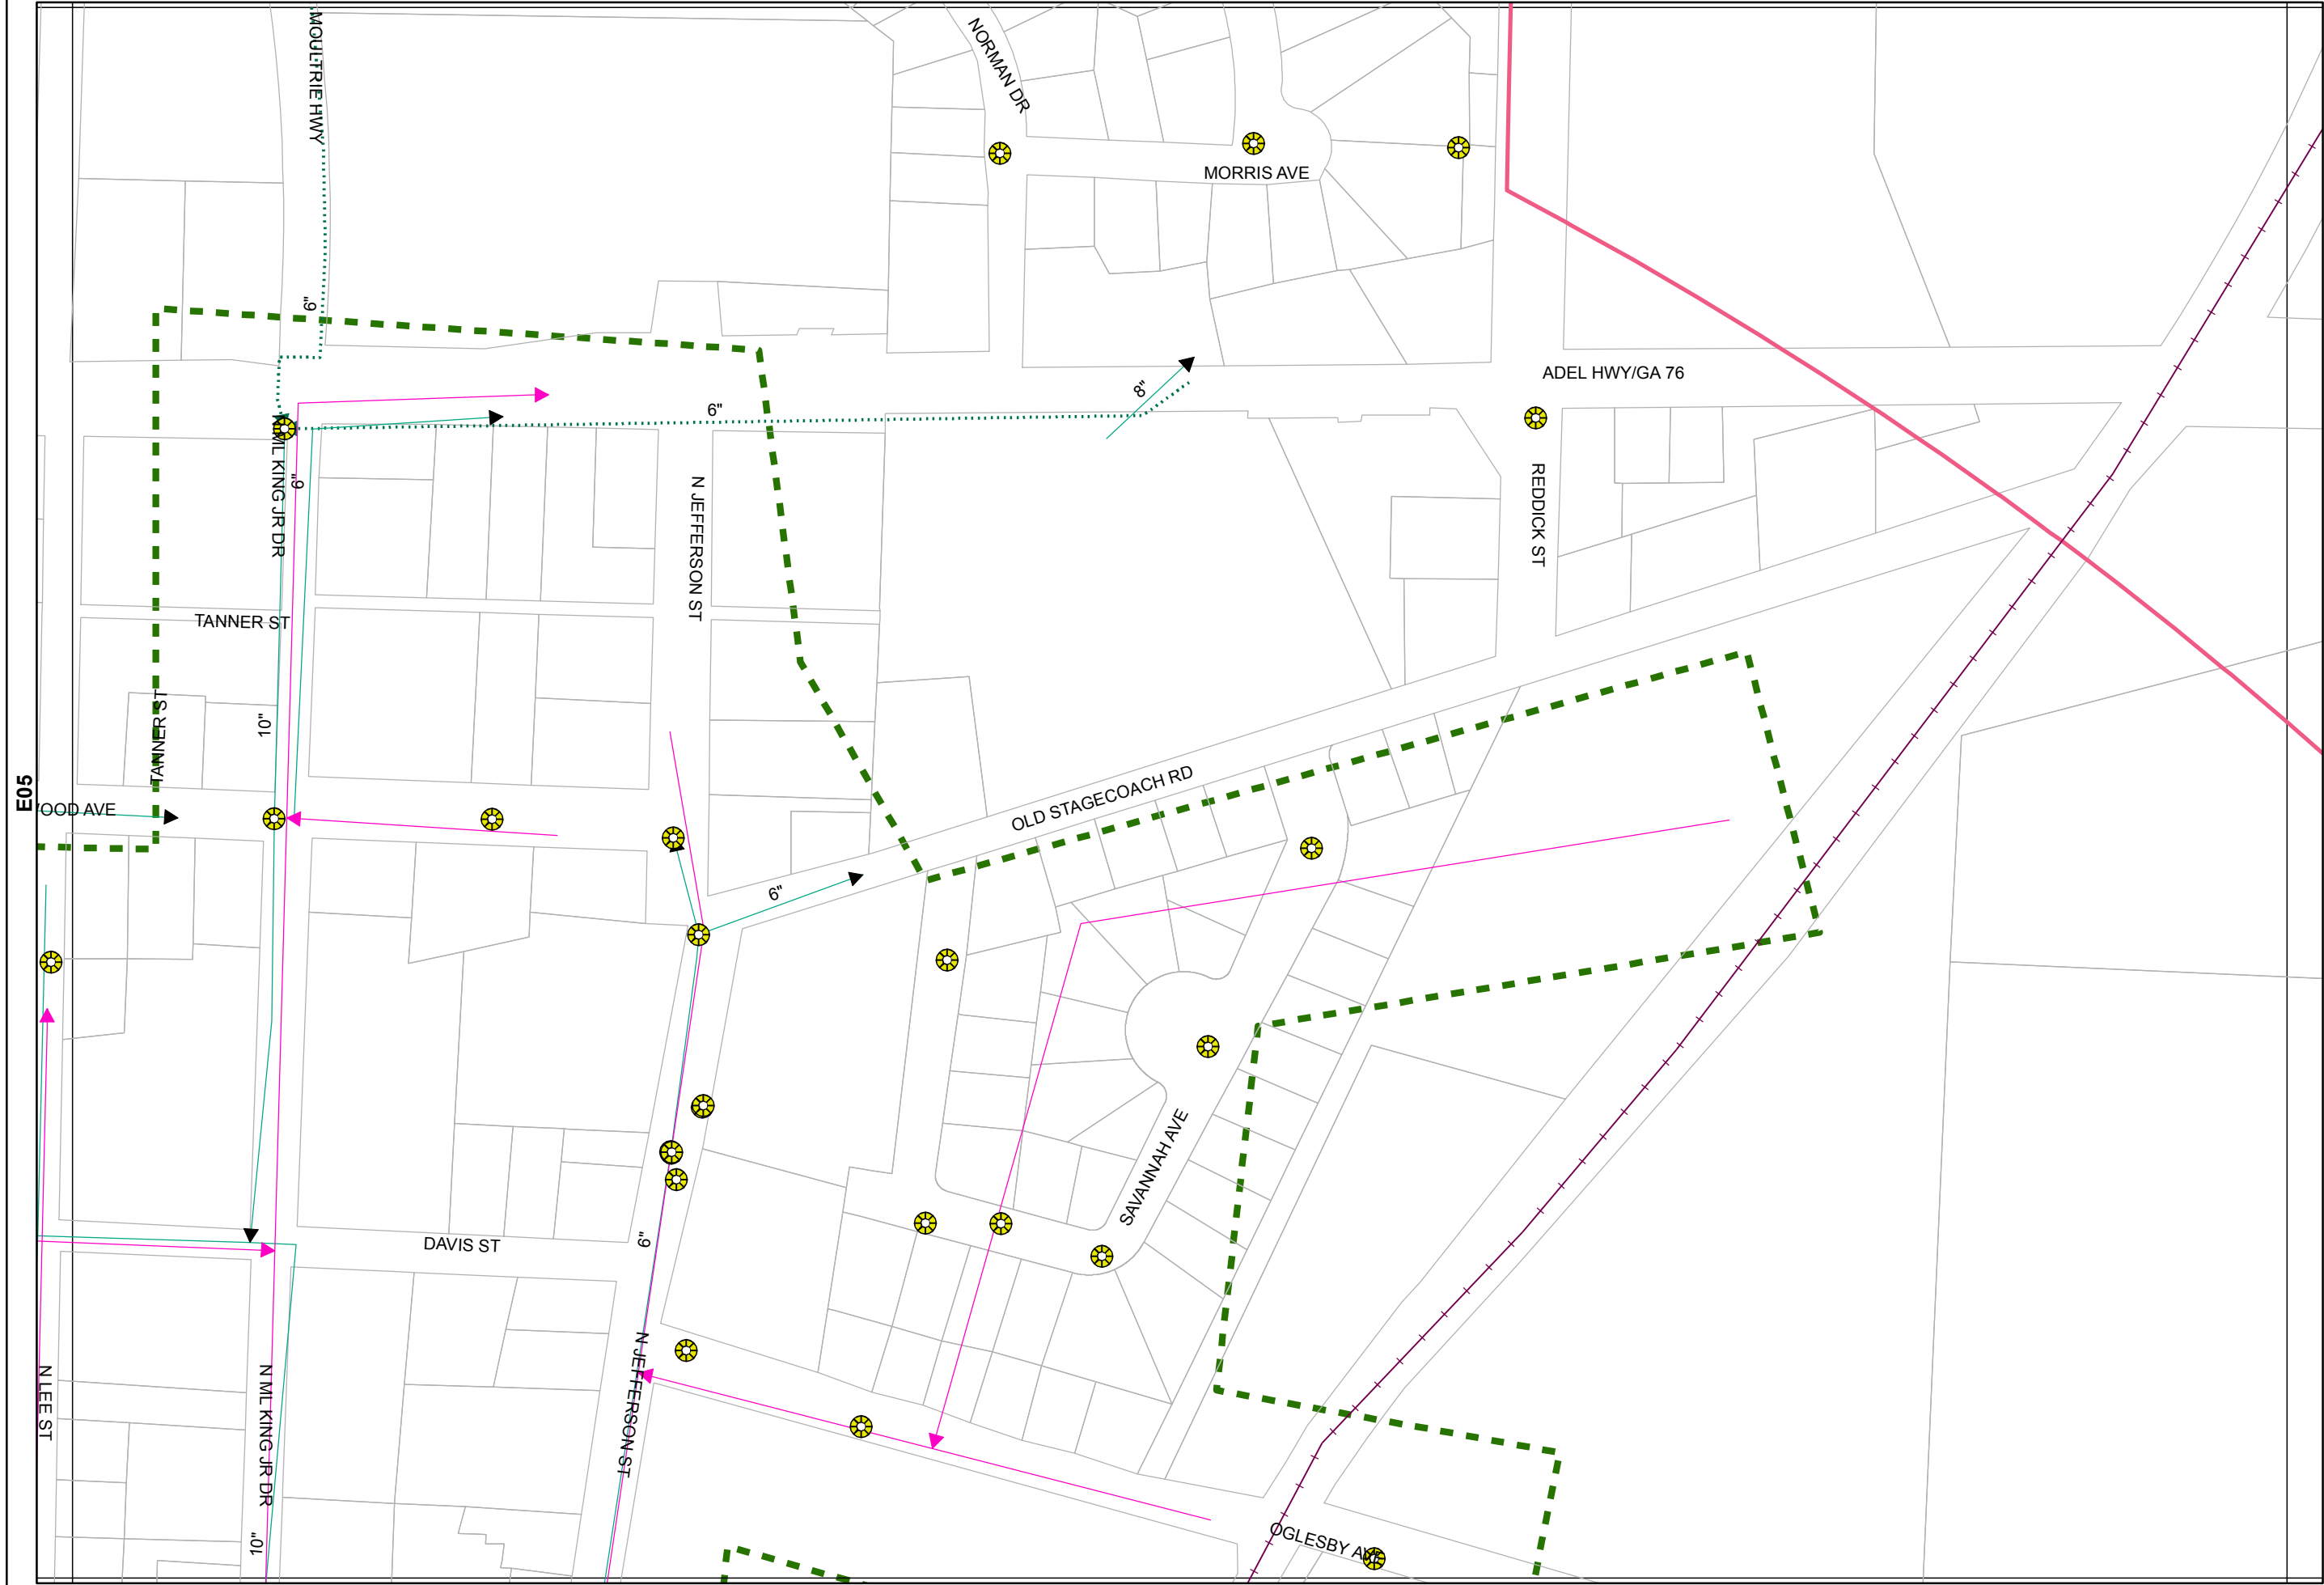 MOULTRIE HWY
NORMAN DR
MORRIS AVE
6"
ADEL HWY/GA 76
8"
6"
N ML KING JR DR
6"
N JEFFERSON ST
REDDICK ST
TANNER ST
TANNER ST
10"
E05
OOD AVE
OLD STAGECOACH RD
6"
SAVANNAH AVE
DAVIS ST
6"
N LEE ST
N ML KING JR DR
N JEFFERSON ST
10"
OGLESBY AVE